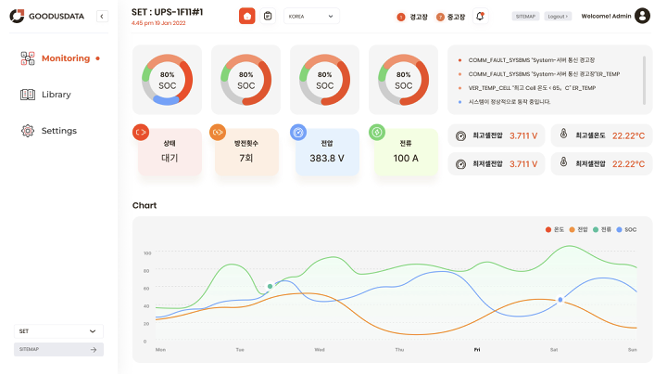 GOODUSDATA
SET : UPS-1F11#1
4.45 pm 19 Jan 2022
KOREA
경고장
중고장
SITEMAP
Logout
Welcome! Admin
Monitoring
Library
Settings
80%
SOC
80%
SOC
80%
SOC
80%
SOC
COMM_FAULT_SYSBMS "System-서버 통신 경고장
COMM_FAULT_SYSBMS "System-서버 통신 경고장"ER_TEMP
VER_TEMP_CELL "최고 Cell 온도 < 65。C" ER_TEMP
시스템이 정상적으로 동작 중입니다.
상태
대기
방전횟수
7회
전압
383.8 V
전류
100 A
최고셀전압 3.711 V
최고셀온도 22.22°C
최저셀전압 3.711 V
최저셀전압 22.22°C
Chart
온도 전압 전류 SOC
100
80
60
40
20
0
Mon Tue Wed Thu Fri Sat Sun
SET
SITEMAP